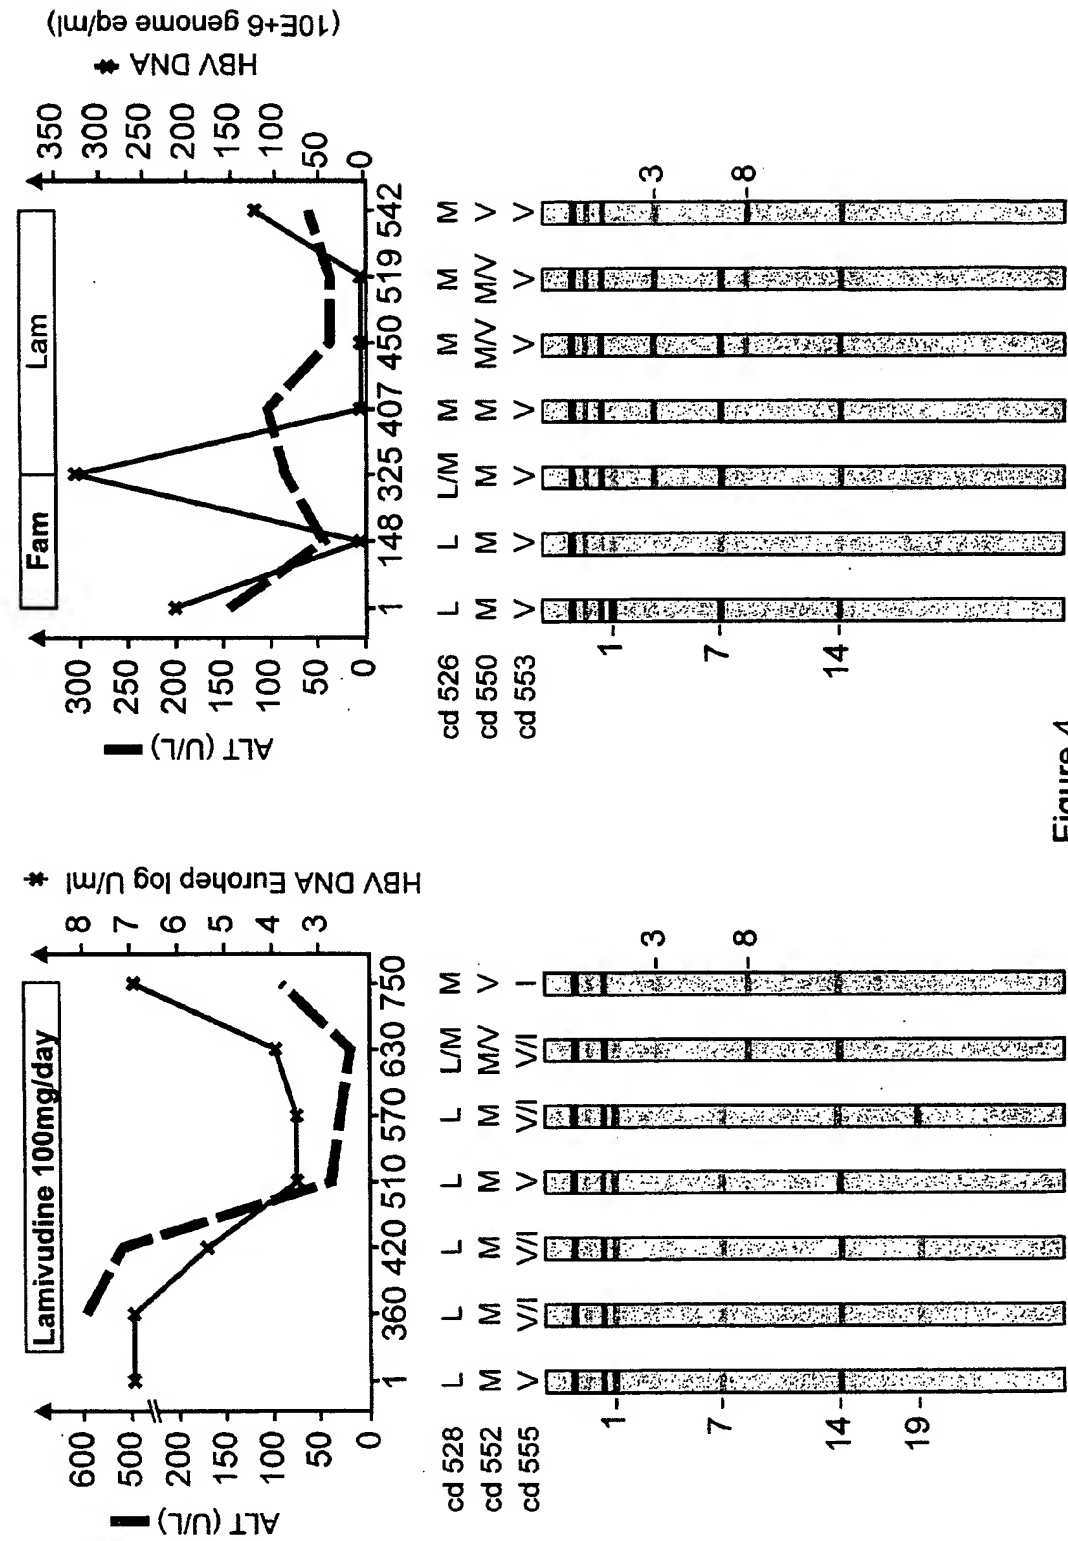 Lamivudine 100mg/day
ALT (U/L)
600
500
200
150
100
50
0
8
7
6
5
4
3
HBV DNA Eurohep log U/ml
1 360 420 510 570 630 750
cd 528 L L L L L L/M M
cd 552 M M M M M M/V V
cd 555 V V/I V/I V V/I V/I I
1-
7-
14-
19-
-3
-8
Fam Lam
ALT (U/L)
300
250
200
150
100
50
0
350
300
250
200
150
100
50
0
HBV DNA
(10E+6 genome eq/ml)
1 148 325 407 450 519 542
cd 526 L L L/M M M M M
cd 550 M M M M M/V M/V V
cd 553 V V V V V V V
1-
7-
14-
-3
-8
Figure 4